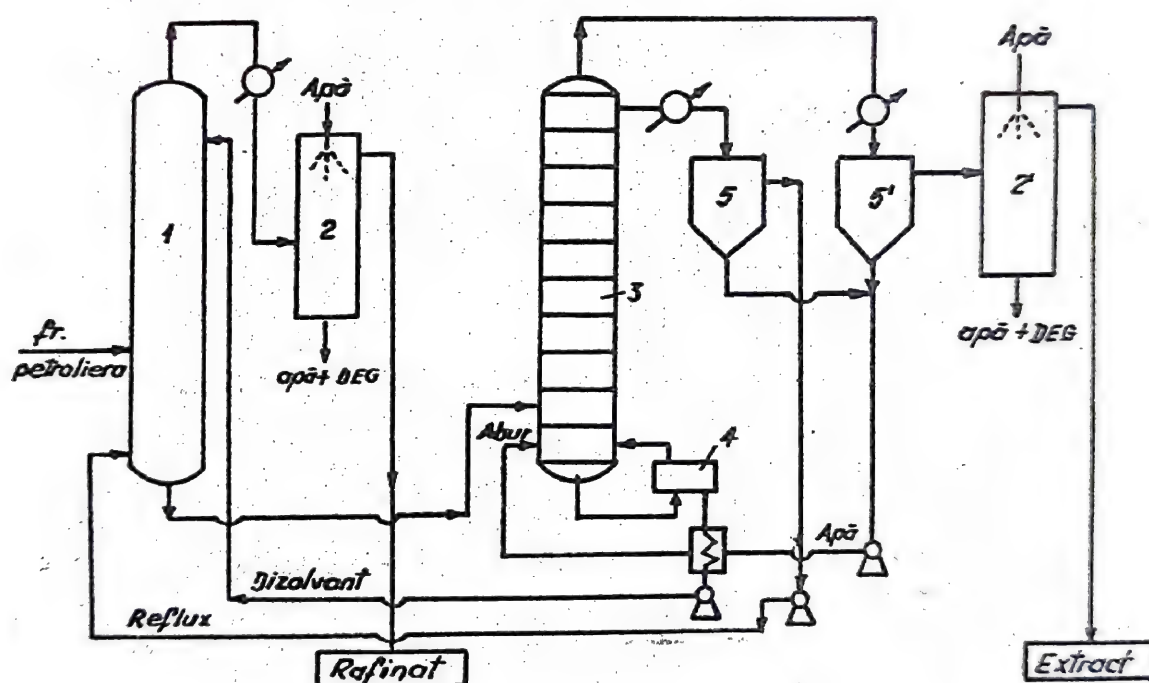 Apă
Apă
1
2
3
5
5'
2'
fr.
petroliera
apă+ DEG
apă + DEG
Abur
4
Apă
Dizolvant
Reflux
Rafinat
Extract